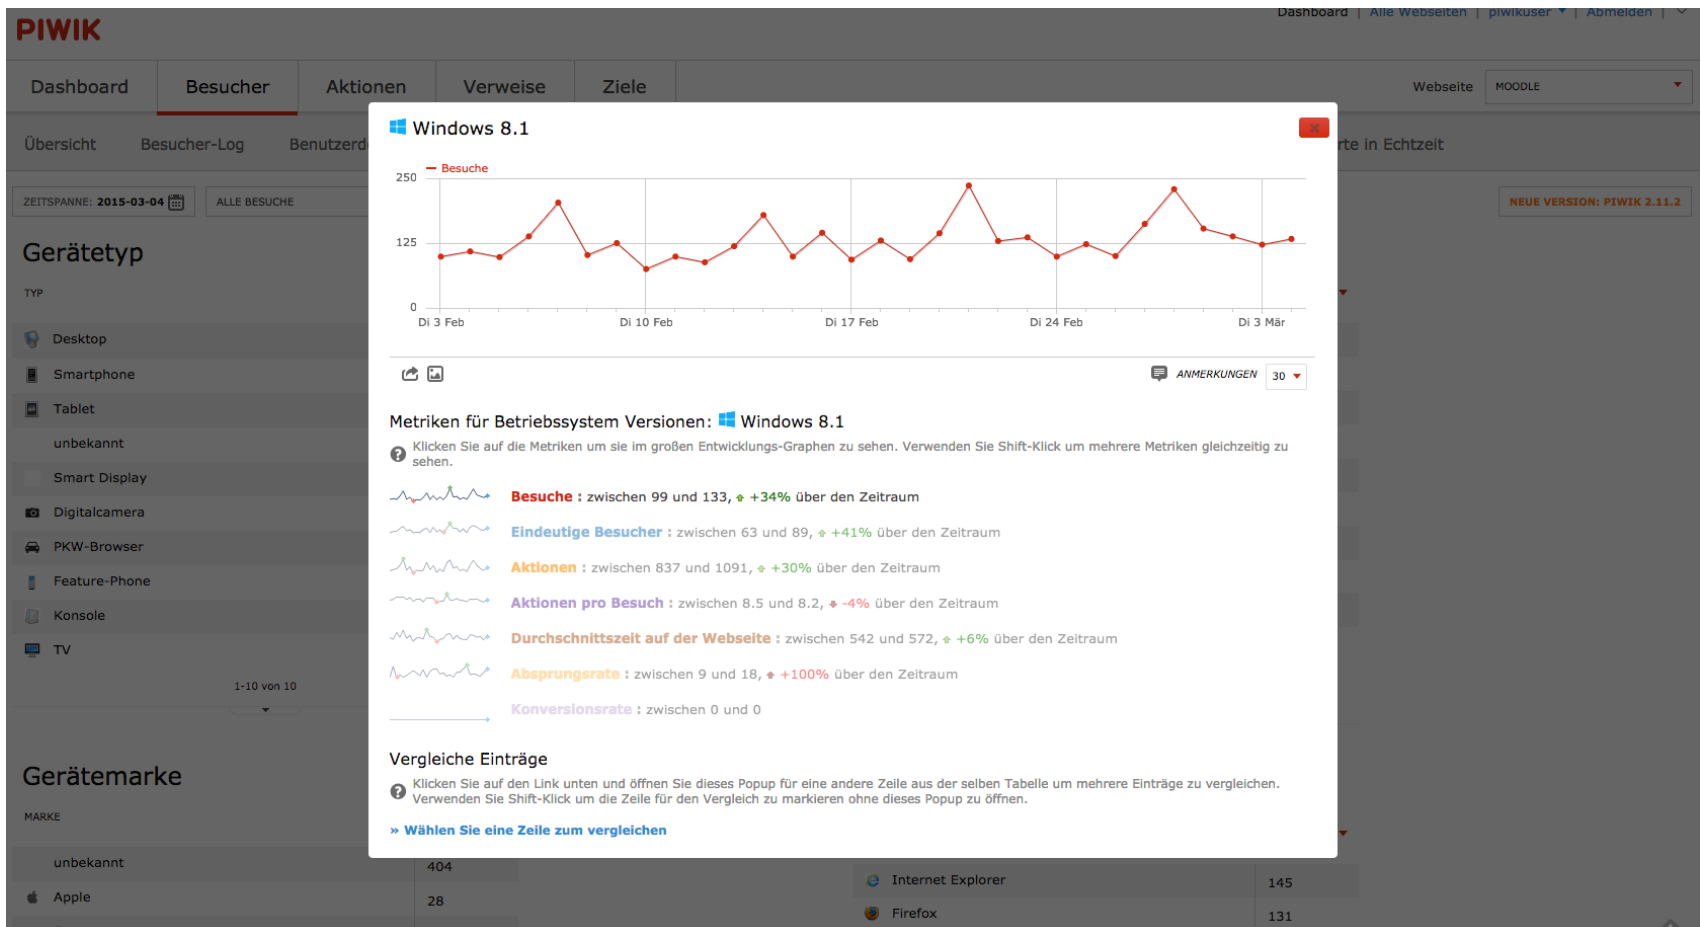 Dashboard | Alle Webseiten | piwikuser | Abmelden |
PIWIK
Dashboard Besucher Aktionen Verweise Ziele
Webseite MOODLE
Übersicht Besucher-Log
rte in Echtzeit
ZEITSPANNE: 2015-03-04
ALLE BESUCHE
NEUE VERSION: PIWIK 2.11.2
Gerätetyp
TYP
Desktop
Smartphone
Tablet
unbekannt
Smart Display
Digitalcamera
PKW-Browser
Feature-Phone
Konsole
TV
1-10 von 10
Gerätemarke
MARKE
unbekannt 404
Apple 28
Windows 8.1
Besuche
250
125
0
Di 3 Feb Di 10 Feb Di 17 Feb Di 24 Feb Di 3 Mär
ANMERKUNGEN 30
Metriken für Betriebssystem Versionen: Windows 8.1
Klicken Sie auf die Metriken um sie im großen Entwicklungs-Graphen zu sehen. Verwenden Sie Shift-Klick um mehrere Metriken gleichzeitig zu
sehen.
Besuche : zwischen 99 und 133, +34% über den Zeitraum
Eindeutige Besucher : zwischen 63 und 89, +41% über den Zeitraum
Aktionen : zwischen 837 und 1091, +30% über den Zeitraum
Aktionen pro Besuch : zwischen 8.5 und 8.2, -4% über den Zeitraum
Durchschnittszeit auf der Webseite : zwischen 542 und 572, +6% über den Zeitraum
Absprungsrate : zwischen 9 und 18, +100% über den Zeitraum
Konversionsrate : zwischen 0 und 0
Vergleiche Einträge
Klicken Sie auf den Link unten und öffnen Sie dieses Popup für eine andere Zeile aus der selben Tabelle um mehrere Einträge zu vergleichen.
Verwenden Sie Shift-Klick um die Zeile für den Vergleich zu markieren ohne dieses Popup zu öffnen.
» Wählen Sie eine Zeile zum vergleichen
Internet Explorer 145
Firefox 131